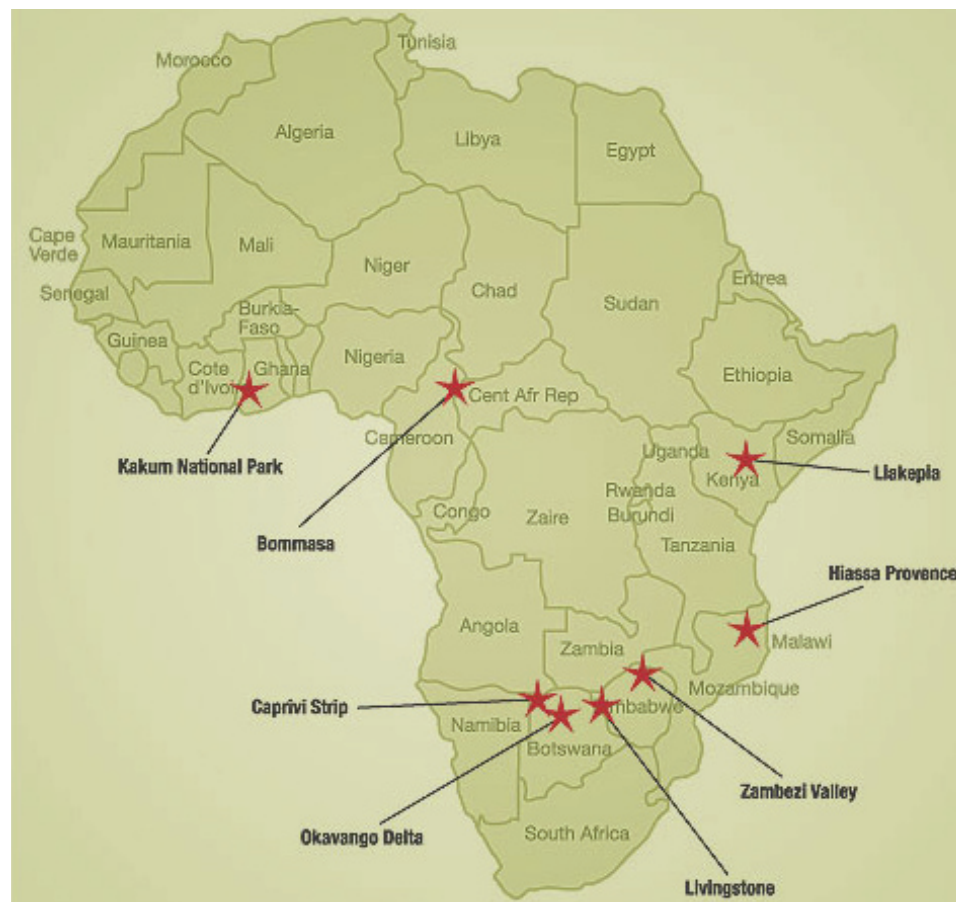 Tunisia
Morocco
Algeria
Libya
Egypt
Cape
Verde
Mauritania
Mali
Niger
Chad
Sudan
Eritrea
Senegal
Burkia-
Faso
Guinea
Cote
d'Ivoir
Ghana
Nigeria
Ethiopia
Cent Afr Rep
Cameroon
Uganda
Somalia
Kakum National Park
Kenya
Llakepia
Rwanda
Congo
Zaire
Burundi
Bommasa
Tanzania
Hiassa Provence
Angola
Zambia
Malawi
Mozambique
Caprivi Strip
Namibia
Zimbabwe
Botswana
Zambezi Valley
Okavango Delta
South Africa
Livingstone